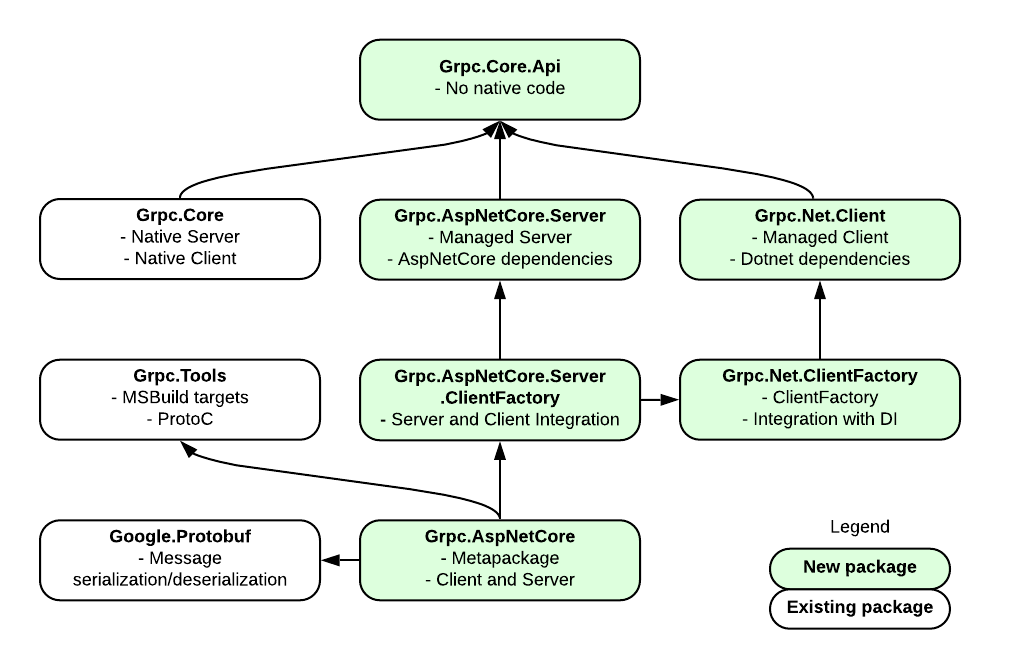 Grpc.Core.Api
- No native code
Grpc.Core
- Native Server
- Native Client
Grpc.AspNetCore.Server
- Managed Server
- AspNetCore dependencies
Grpc.Net.Client
- Managed Client
- Dotnet dependencies
Grpc.Tools
- MSBuild targets
- ProtoC
Grpc.AspNetCore.Server
.ClientFactory
- Server and Client Integration
Grpc.Net.ClientFactory
- ClientFactory
- Integration with DI
Google.Protobuf
- Message
serialization/deserialization
Grpc.AspNetCore
- Metapackage
- Client and Server
Legend
New package
Existing package